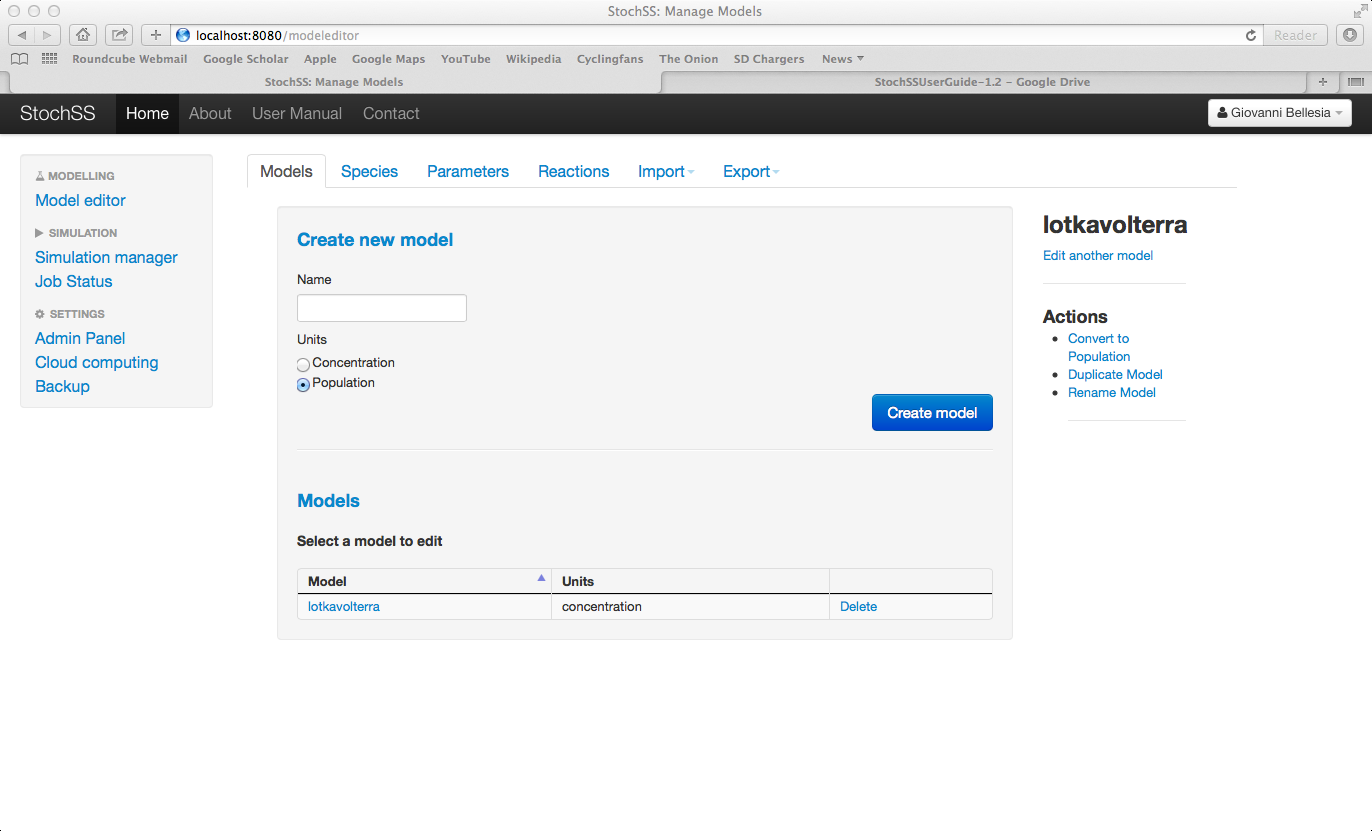 StochSS: Manage Models
localhost:8080/modeleditor
Reader
Roundcube Webmail Google Scholar Apple Google Maps YouTube Wikipedia Cyclingfans The Onion SD Chargers News
StochSS: Manage Models
StochSSUserGuide-1.2 – Google Drive
StochSS Home About User Manual Contact
Giovanni Bellesia
MODELLING
Model editor
SIMULATION
Simulation manager
Job Status
SETTINGS
Admin Panel
Cloud computing
Backup
Models Species Parameters Reactions Import Export
Create new model
Name
Units
Concentration
Population
Create model
Models
Select a model to edit
Model Units
lotkavolterra concentration Delete
lotkavolterra
Edit another model
Actions
Convert to
Population
Duplicate Model
Rename Model